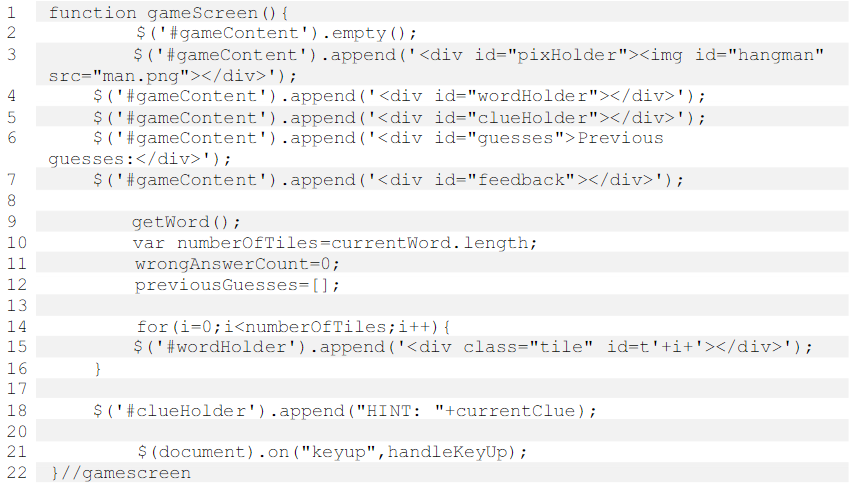 1 function gameScreen(){
2 $('#gameContent').empty();
3 $('#gameContent').append('<div id="pixHolder"><img id="hangman"
src="man.png"></div>');
4 $('#gameContent').append('<div id="wordHolder"></div>');
5 $('#gameContent').append('<div id="clueHolder"></div>');
6 $('#gameContent').append('<div id="guesses">Previous
guesses:</div>');
7 $('#gameContent').append('<div id="feedback"></div>');
8
9 getWord();
10 var numberOfTiles=currentWord.length;
11 wrongAnswerCount=0;
12 previousGuesses=[];
13
14 for(i=0;i<numberOfTiles;i++){
15 $('#wordHolder').append('<div class="tile" id=t'+i+'></div>');
16 }
17
18 $('#clueHolder').append("HINT: "+currentClue);
20
21 $(document).on("keyup",handleKeyUp);
22 }//gamescreen